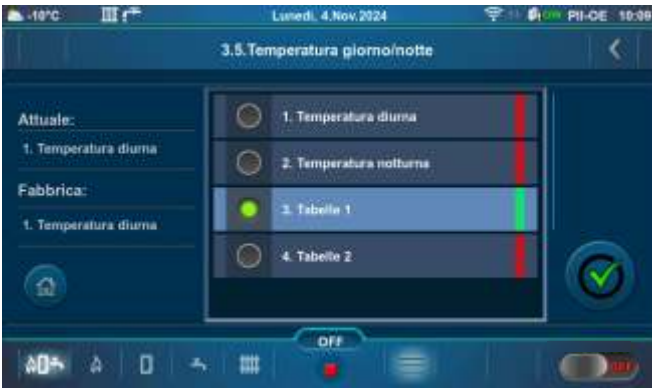 -10°C
Lunedì, 4.Nov.2024
PII-OE 10:09
3.5.Temperatura giorno/notte
Attuale:
1. Temperatura diurna
Fabbrica:
1. Temperatura diurna
1. Temperatura diurna
2. Temperatura notturna
3. Tabelle 1
4. Tabelle 2
OFF
OFF